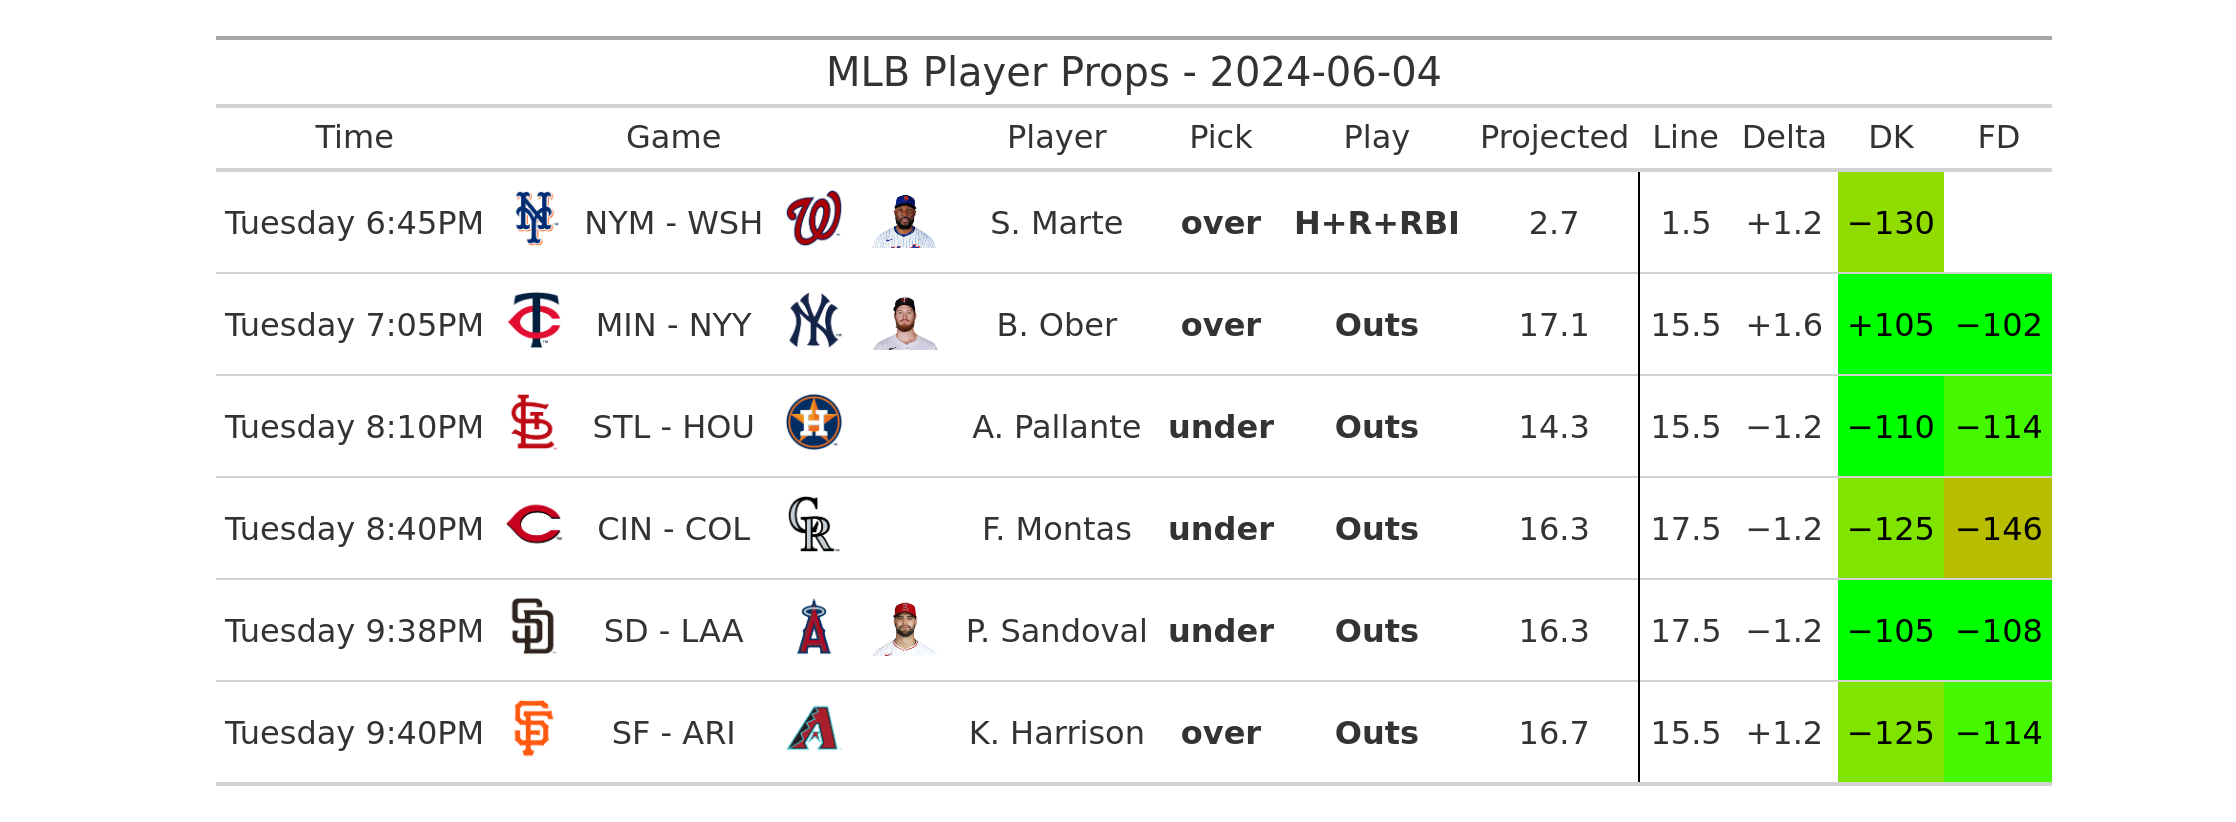 MLB Player Props - 2024-06-04
Time Game Player Pick Play Projected Line Delta DK FD
Tuesday 6:45PM NYM - WSH S. Marte over H+R+RBI 2.7 1.5 +1.2 −130
Tuesday 7:05PM MIN - NYY B. Ober over Outs 17.1 15.5 +1.6 +105 −102
Tuesday 8:10PM STL - HOU A. Pallante under Outs 14.3 15.5 −1.2 −110 −114
Tuesday 8:40PM CIN - COL F. Montas under Outs 16.3 17.5 −1.2 −125 −146
Tuesday 9:38PM SD - LAA P. Sandoval under Outs 16.3 17.5 −1.2 −105 −108
Tuesday 9:40PM SF - ARI K. Harrison over Outs 16.7 15.5 +1.2 −125 −114